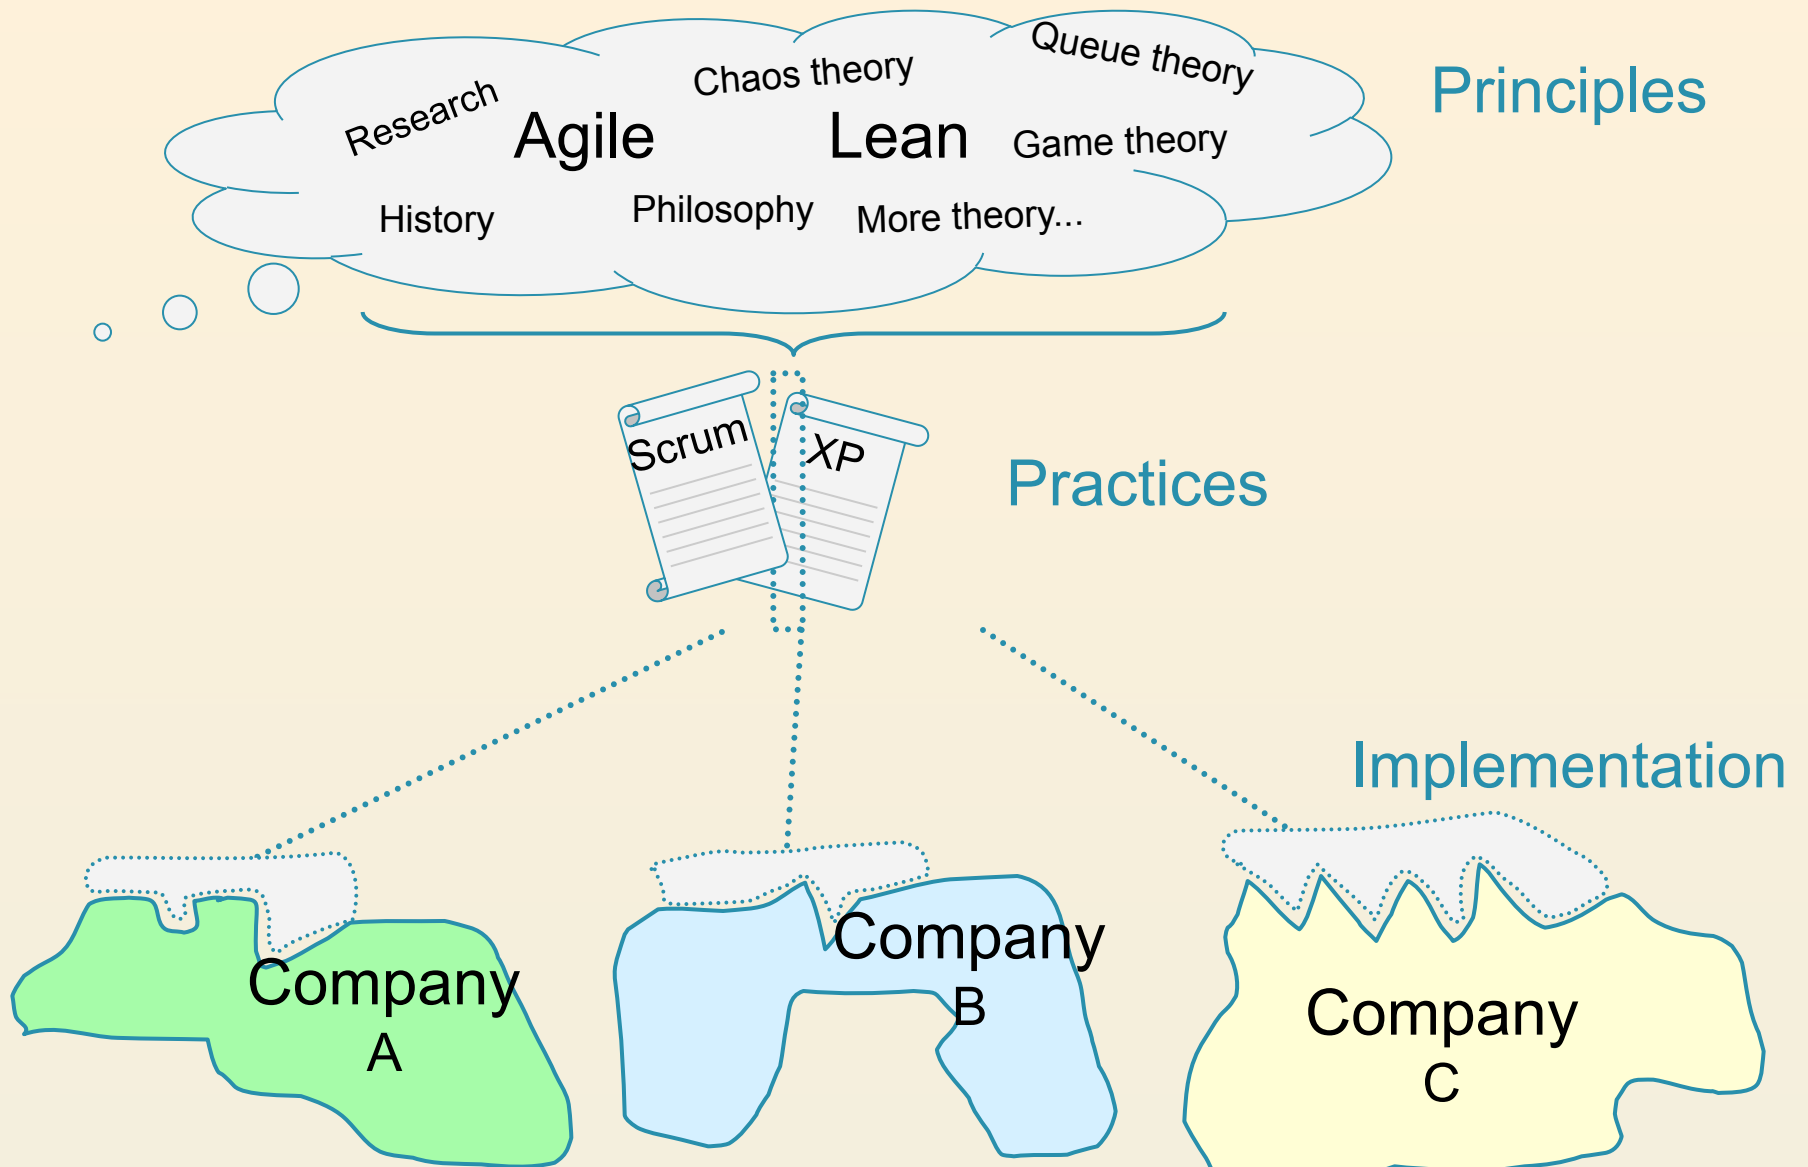 Queue theory
Chaos theory
Principles
Research
Agile
Lean
Game theory
History
Philosophy
More theory...
Scrum
XP
Practices
Implementation
Company
A
Company
B
Company
C